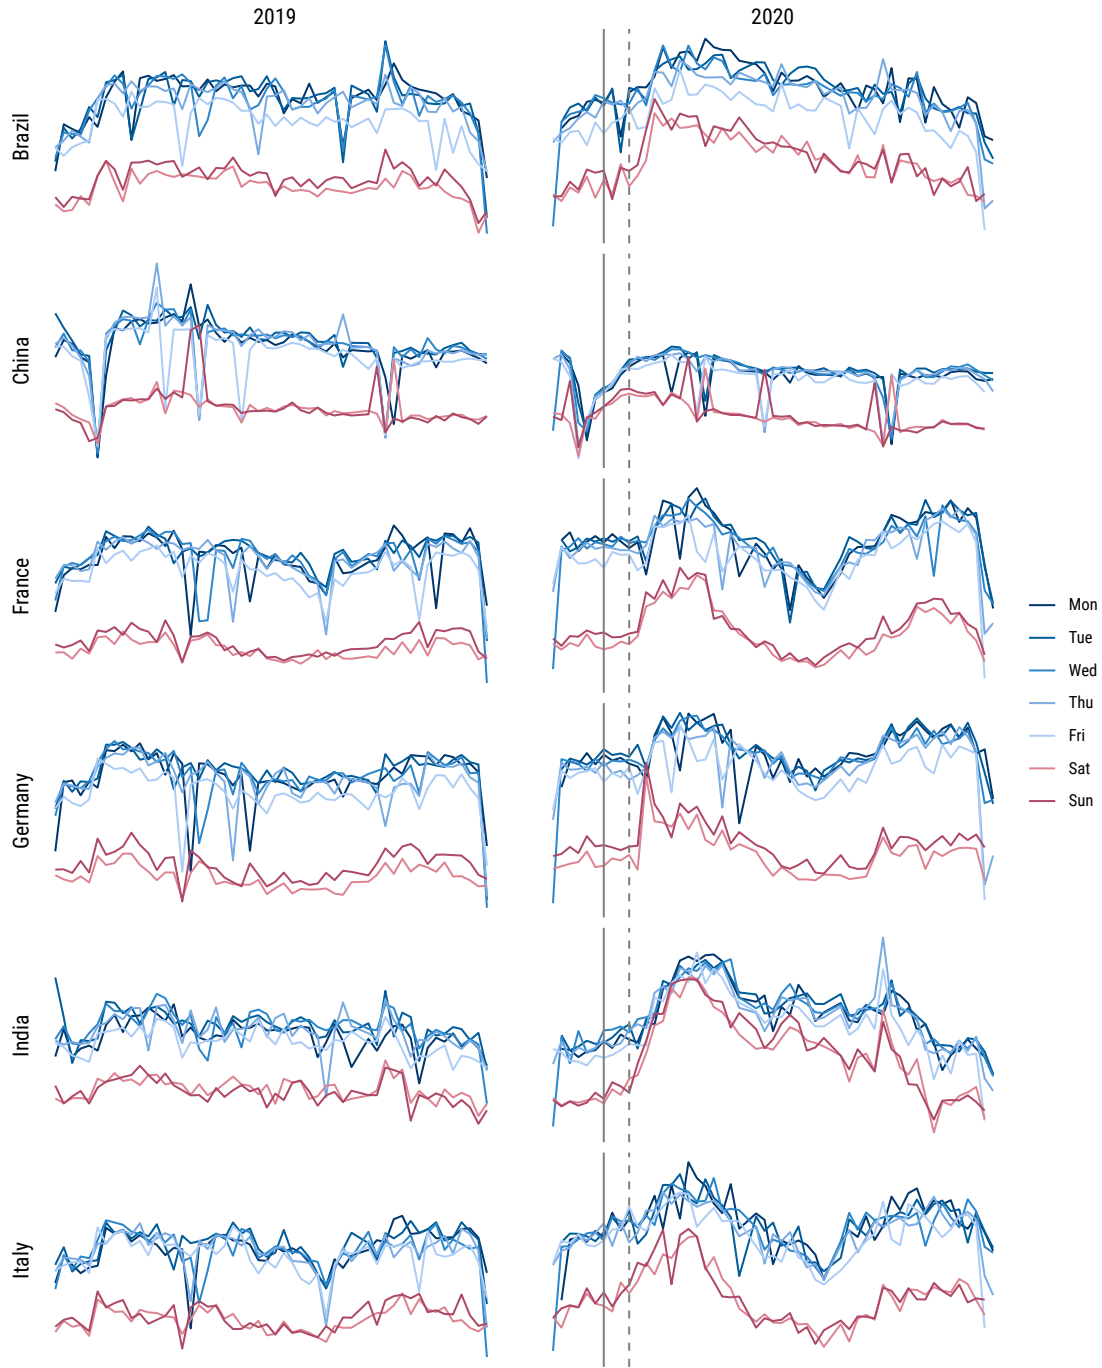 2019
2020
Brazil
China
France
Germany
India
Italy
Mon
Tue
Wed
Thu
Fri
Sat
Sun